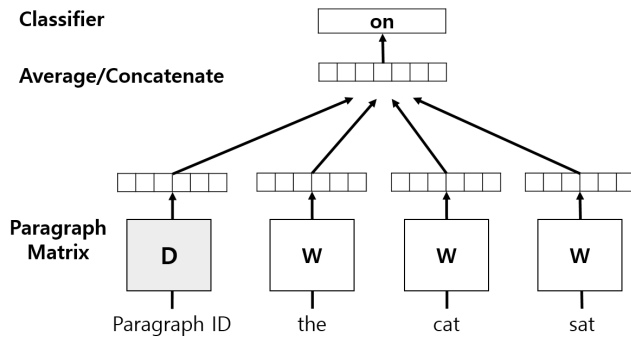 Classifier
on
Average/Concatenate
Paragraph
Matrix
D
W
W
W
Paragraph ID
the
cat
sat